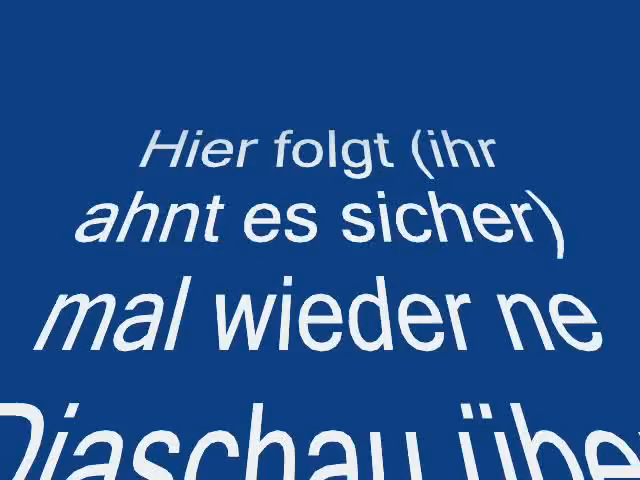 Hier folgt (ihr
ahnt es sicher)
mal wieder ne
Diaschau über